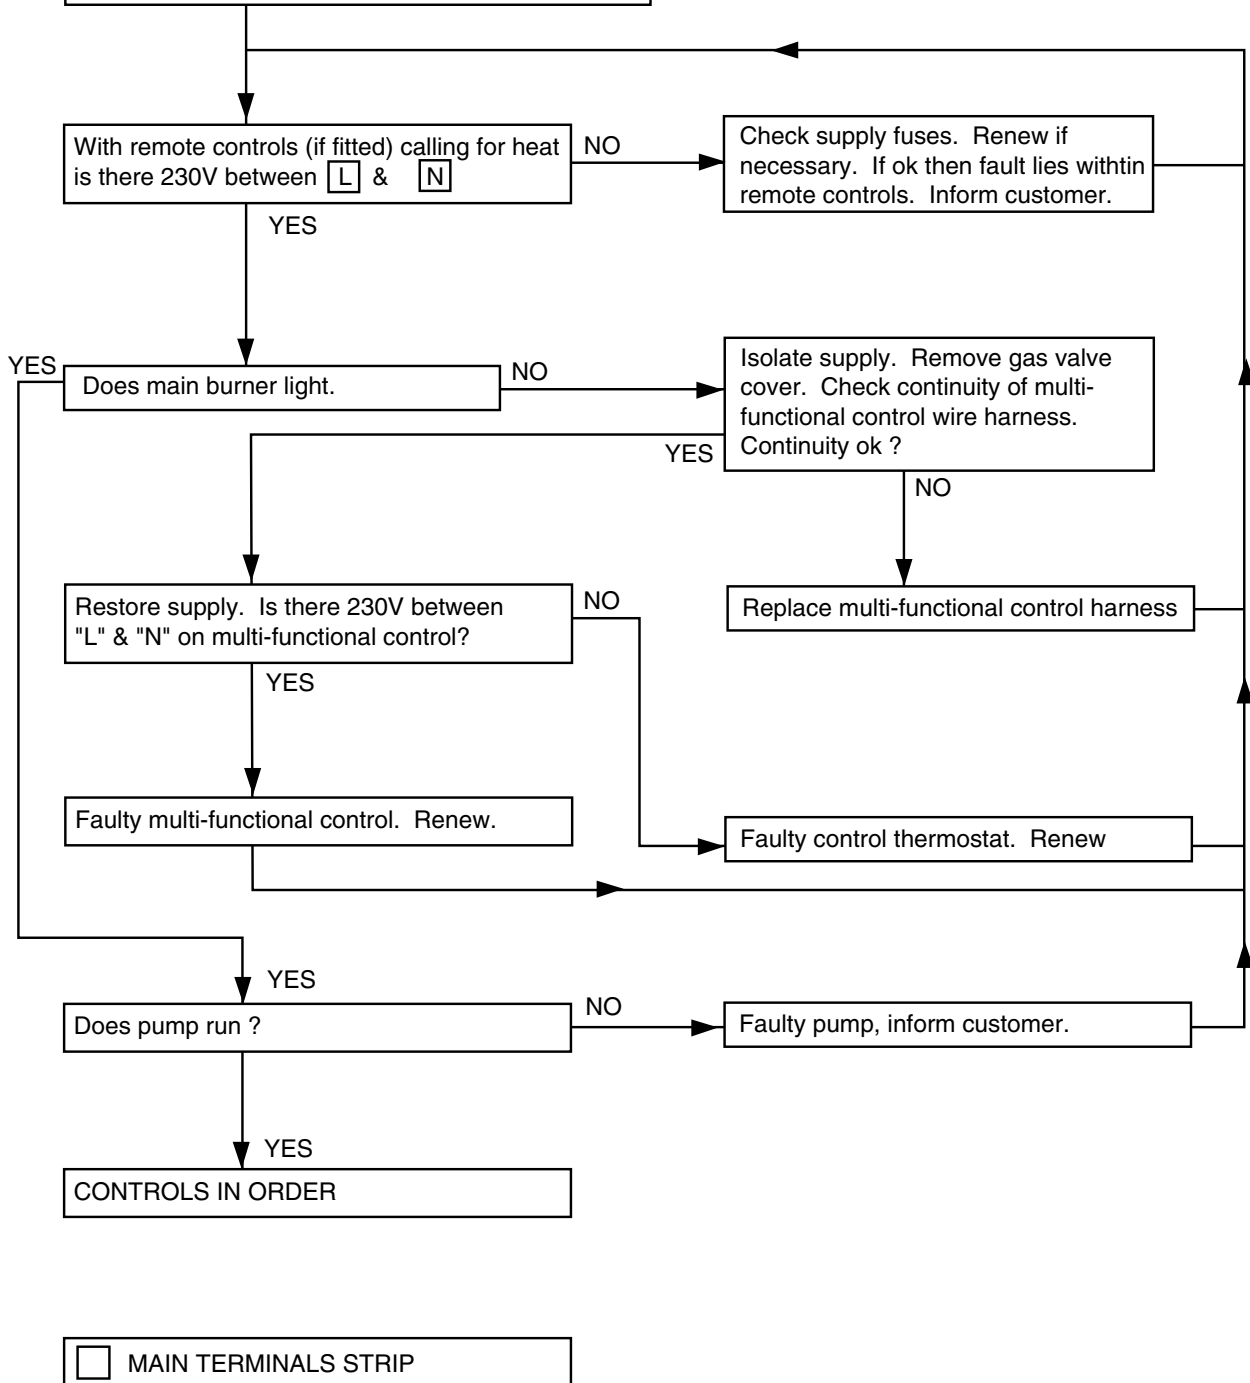 With remote controls (if fitted) calling for heat
is there 230V between L & N
NO
Check supply fuses. Renew if
necessary. If ok then fault lies withtin
remote controls. Inform customer.
YES
YES
Does main burner light.
NO
Isolate supply. Remove gas valve
cover. Check continuity of multi-
functional control wire harness.
Continuity ok ?
YES
NO
Restore supply. Is there 230V between
"L" & "N" on multi-functional control?
NO
Replace multi-functional control harness
YES
Faulty multi-functional control. Renew.
Faulty control thermostat. Renew
YES
Does pump run ?
NO
Faulty pump, inform customer.
YES
CONTROLS IN ORDER
MAIN TERMINALS STRIP